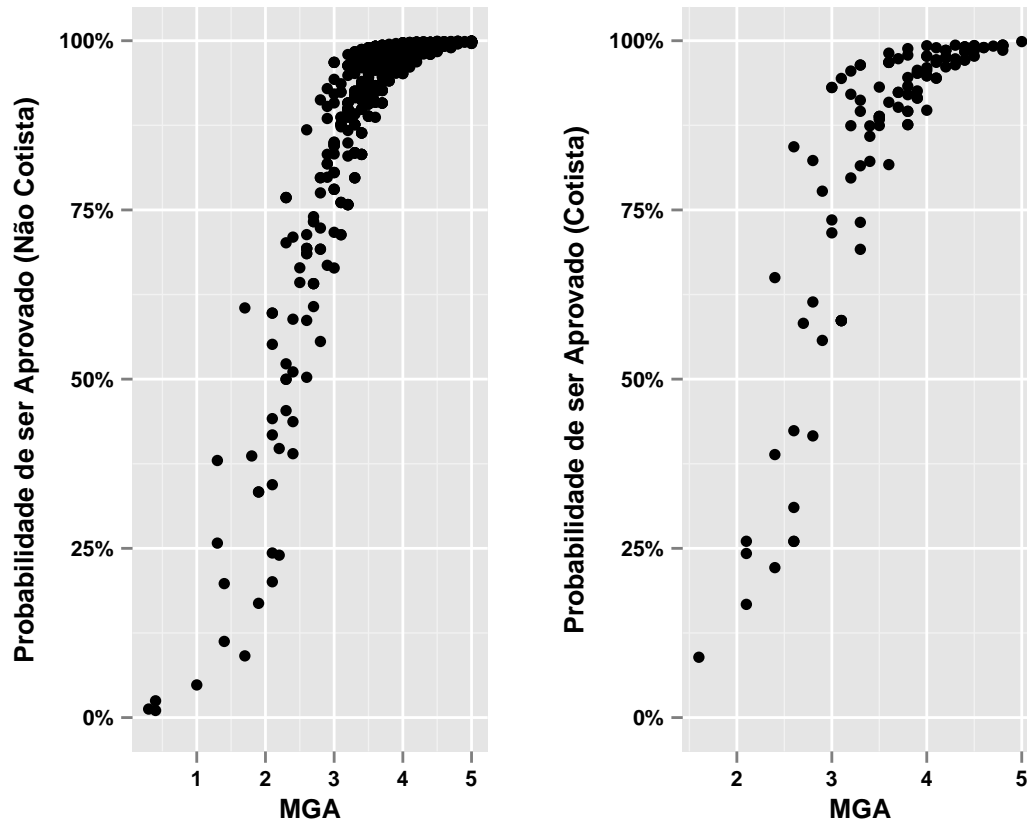 Probabilidade de ser Aprovado (Não Cotista)
100%
75%
50%
25%
0%
1 2 3 4 5
MGA
Probabilidade de ser Aprovado (Cotista)
100%
75%
50%
25%
0%
2 3 4 5
MGA